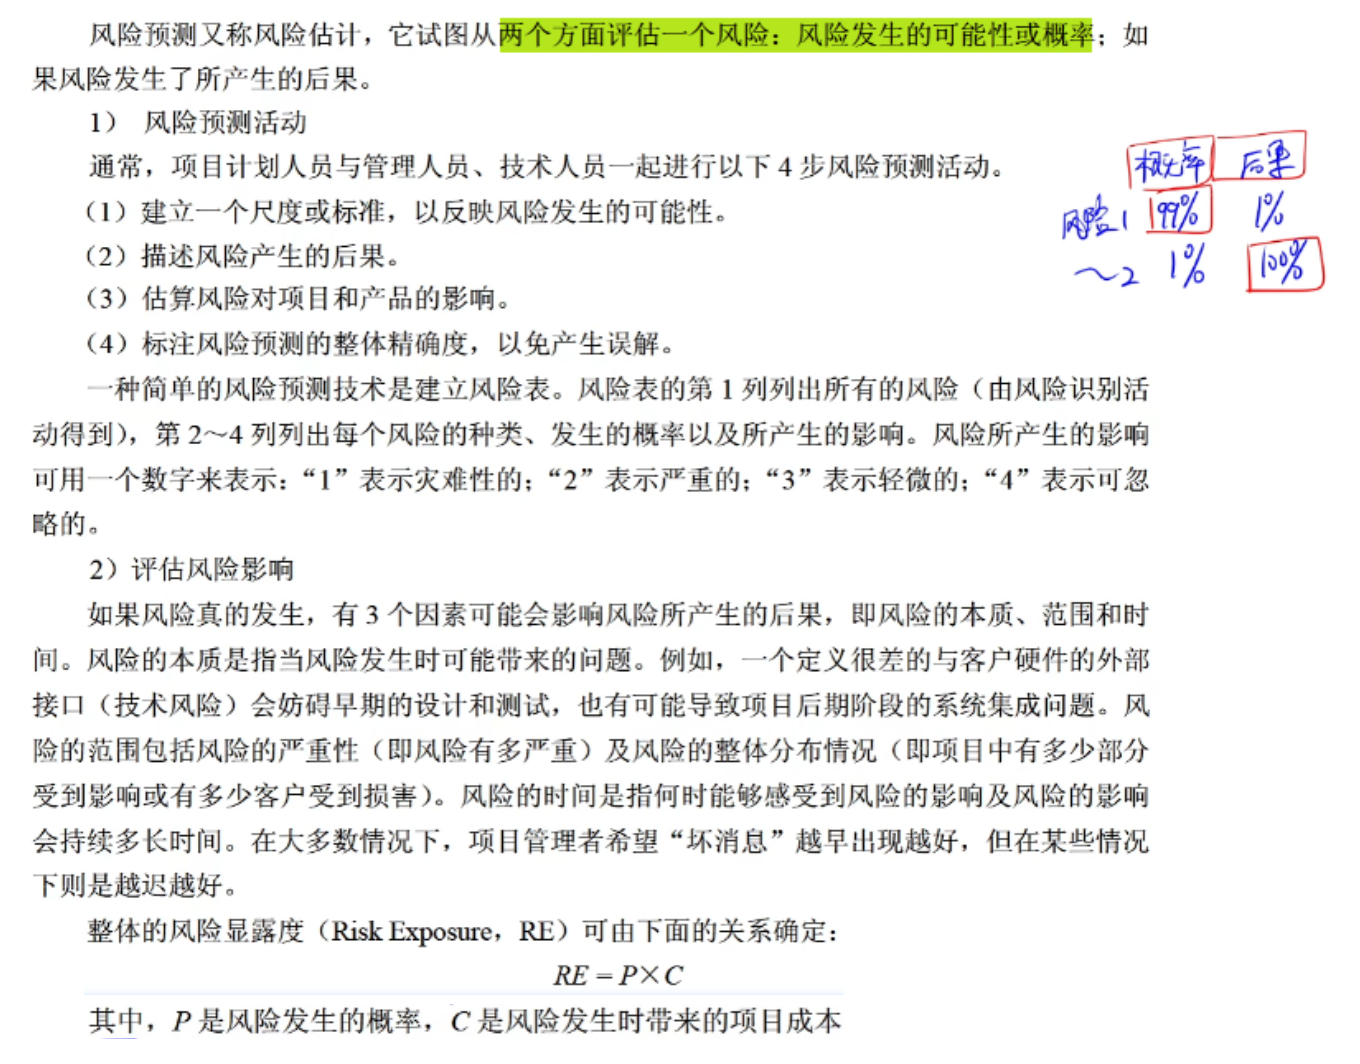 风险预测又称风险估计，它试图从两个方面评估一个风险：风险发生的可能性或概率；如
果风险发生了所产生的后果。
1） 风险预测活动
通常，项目计划人员与管理人员、技术人员一起进行以下 4 步风险预测活动。
概率 后果
（1）建立一个尺度或标准，以反映风险发生的可能性。
风险1 99% 1%
（2）描述风险产生的后果。
～2 1% 100%
（3）估算风险对项目和产品的影响。
（4）标注风险预测的整体精确度，以免产生误解。
一种简单的风险预测技术是建立风险表。风险表的第 1 列列出所有的风险（由风险识别活
动得到），第 2～4 列列出每个风险的种类、发生的概率以及所产生的影响。风险所产生的影响
可用一个数字来表示：“1”表示灾难性的；“2”表示严重的；“3”表示轻微的；“4”表示可忽
略的。
2）评估风险影响
如果风险真的发生，有 3 个因素可能会影响风险所产生的后果，即风险的本质、范围和时
间。风险的本质是指当风险发生时可能带来的问题。例如，一个定义很差的与客户硬件的外部
接口（技术风险）会妨碍早期的设计和测试，也有可能导致项目后期阶段的系统集成问题。风
险的范围包括风险的严重性（即风险有多严重）及风险的整体分布情况（即项目中有多少部分
受到影响或有多少客户受到损害）。风险的时间是指何时能够感受到风险的影响及风险的影响
会持续多长时间。在大多数情况下，项目管理者希望“坏消息”越早出现越好，但在某些情况
下则是越迟越好。
整体的风险显露度（Risk Exposure，RE）可由下面的关系确定：
RE = P×C
其中，P 是风险发生的概率，C 是风险发生时带来的项目成本